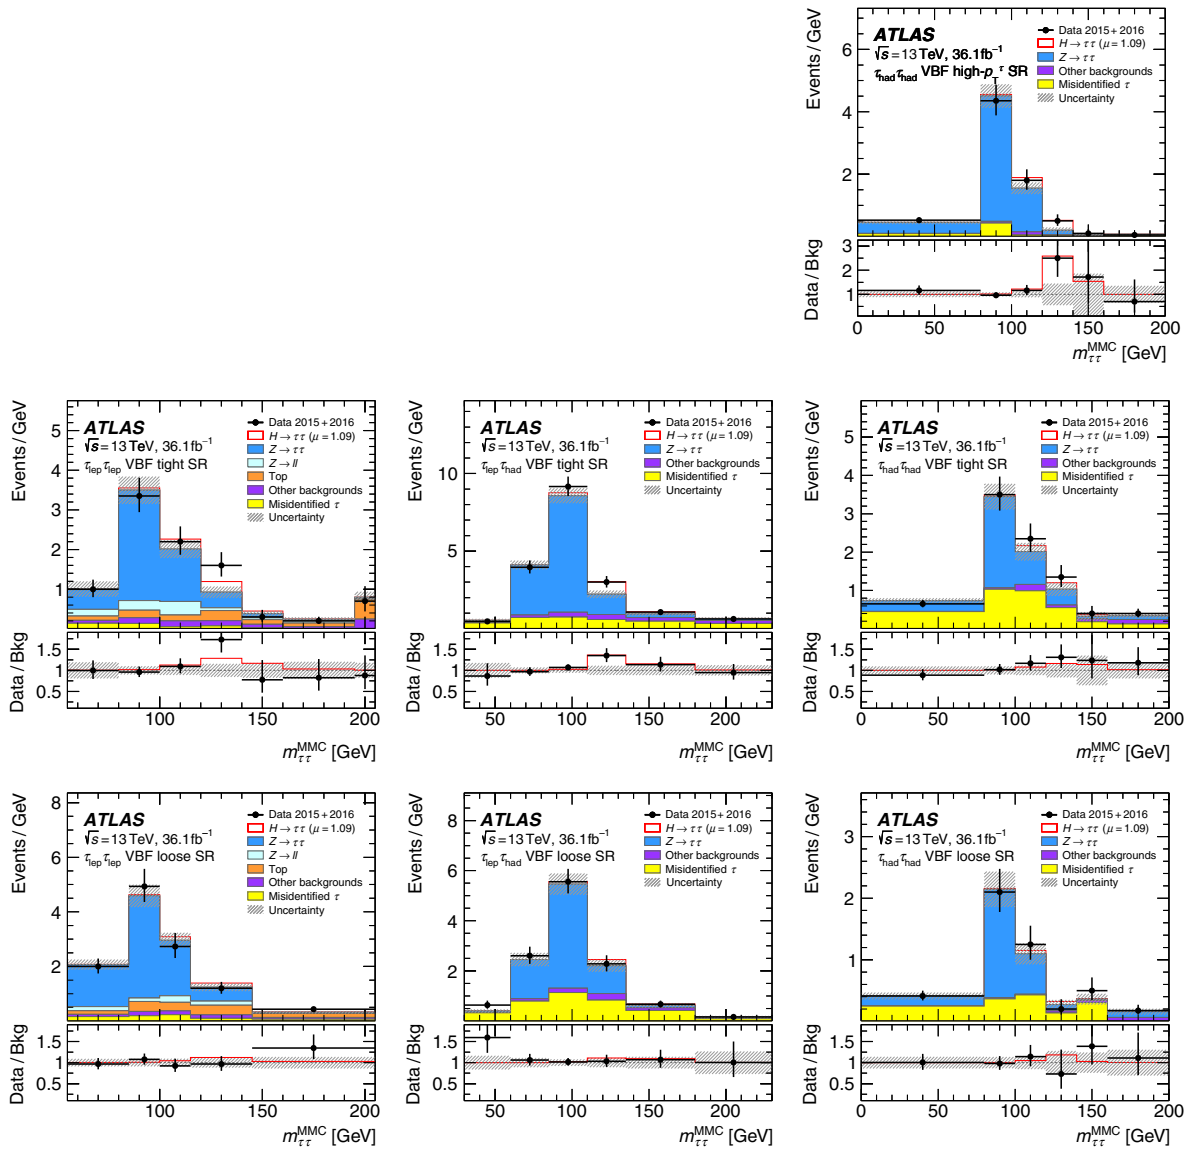 Events / GeV
6
4
2
ATLAS
√s = 13 TeV, 36.1fb⁻¹
τhadτhad VBF high-pTτ SR
Data 2015+2016
H → ττ (μ = 1.09)
Z → ττ
Other backgrounds
Misidentified τ
Uncertainty
Data / Bkg
3
2
1
0 50 100 150 200
mττMMC [GeV]
Events / GeV
5
4
3
2
1
ATLAS
√s = 13 TeV, 36.1fb⁻¹
τlepτlep VBF tight SR
Data 2015+2016
H → ττ (μ = 1.09)
Z → ττ
Z → ll
Top
Other backgrounds
Misidentified τ
Uncertainty
Data / Bkg
1.5
1
0.5
100 150 200
mττMMC [GeV]
Events / GeV
10
5
ATLAS
√s = 13 TeV, 36.1fb⁻¹
τlepτhad VBF tight SR
Data 2015+2016
H → ττ (μ = 1.09)
Z → ττ
Other backgrounds
Misidentified τ
Uncertainty
Data / Bkg
1.5
1
0.5
50 100 150 200
mττMMC [GeV]
Events / GeV
5
4
3
2
1
ATLAS
√s = 13 TeV, 36.1fb⁻¹
τhadτhad VBF tight SR
Data 2015+2016
H → ττ (μ = 1.09)
Z → ττ
Other backgrounds
Misidentified τ
Uncertainty
Data / Bkg
1.5
1
0.5
0 50 100 150 200
mττMMC [GeV]
Events / GeV
8
6
4
2
ATLAS
√s = 13 TeV, 36.1fb⁻¹
τlepτlep VBF loose SR
Data 2015+2016
H → ττ (μ = 1.09)
Z → ττ
Z → ll
Top
Other backgrounds
Misidentified τ
Uncertainty
Data / Bkg
1.5
1
0.5
100 150 200
mττMMC [GeV]
Events / GeV
8
6
4
2
ATLAS
√s = 13 TeV, 36.1fb⁻¹
τlepτhad VBF loose SR
Data 2015+2016
H → ττ (μ = 1.09)
Z → ττ
Other backgrounds
Misidentified τ
Uncertainty
Data / Bkg
1.5
1
0.5
50 100 150 200
mττMMC [GeV]
Events / GeV
3
2
1
ATLAS
√s = 13 TeV, 36.1fb⁻¹
τhadτhad VBF loose SR
Data 2015+2016
H → ττ (μ = 1.09)
Z → ττ
Other backgrounds
Misidentified τ
Uncertainty
Data / Bkg
1.5
1
0.5
0 50 100 150 200
mττMMC [GeV]